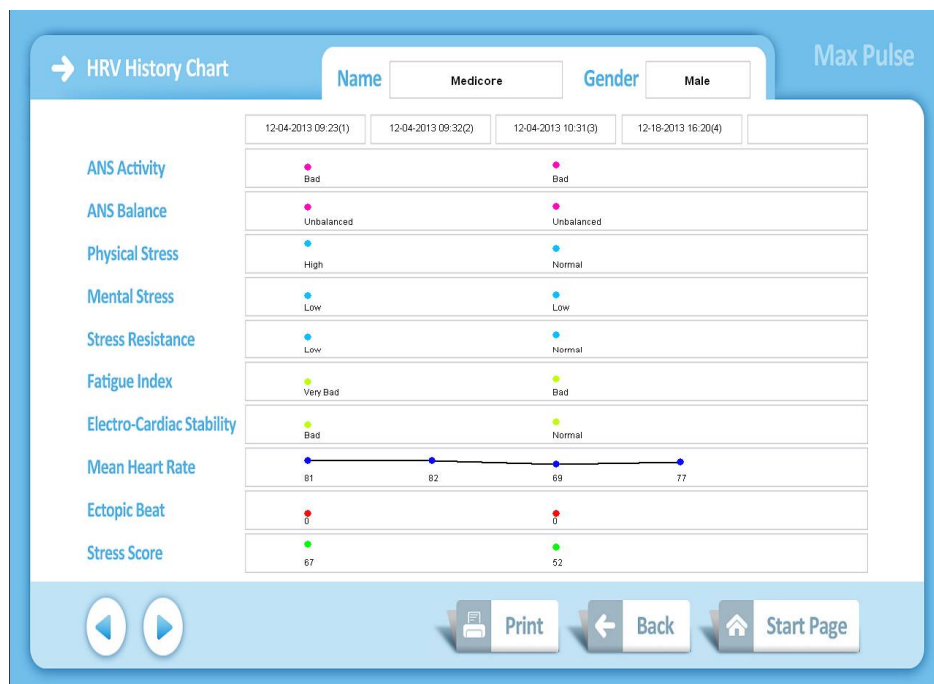 HRV History Chart
Name Medicore Gender Male
Max Pulse
12-04-2013 09:23(1) 12-04-2013 09:32(2) 12-04-2013 10:31(3) 12-18-2013 16:20(4)
ANS Activity
Bad Bad
ANS Balance
Unbalanced Unbalanced
Physical Stress
High Normal
Mental Stress
Low Low
Stress Resistance
Low Normal
Fatigue Index
Very Bad Bad
Electro-Cardiac Stability
Bad Normal
Mean Heart Rate
81 82 69 77
Ectopic Beat
0 0
Stress Score
67 52
Print Back Start Page